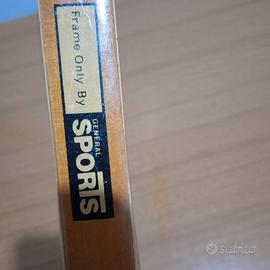 Frame Only By
GENERAL
SPORTS
subito